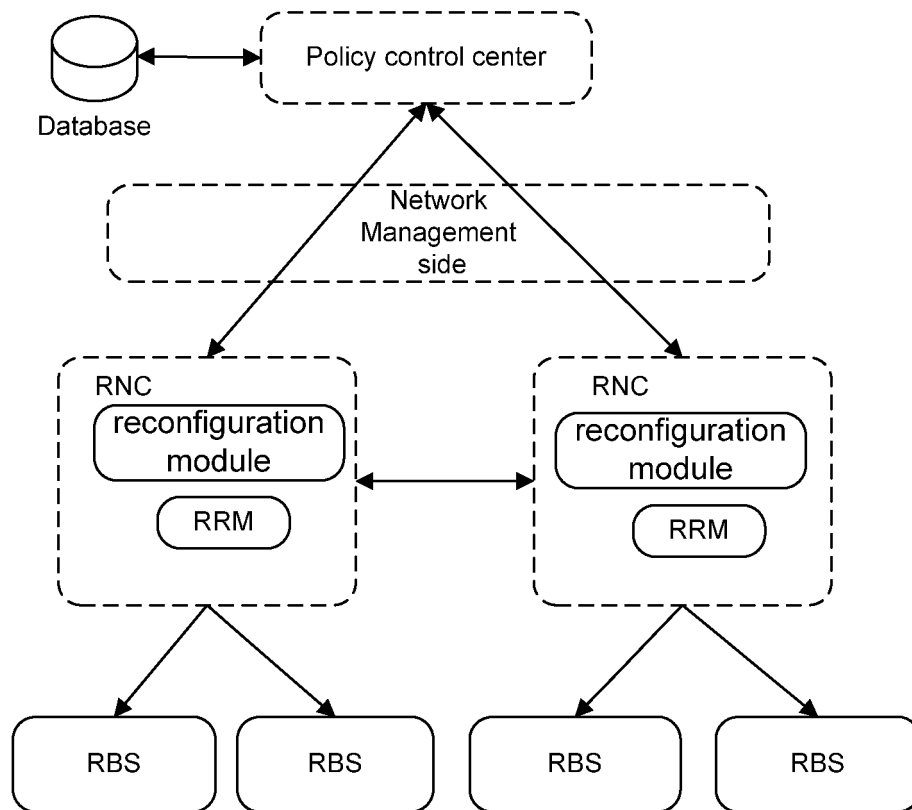 Policy control center
Database
Network
Management
side
RNC
reconfiguration
module
RRM
RNC
reconfiguration
module
RRM
RBS
RBS
RBS
RBS